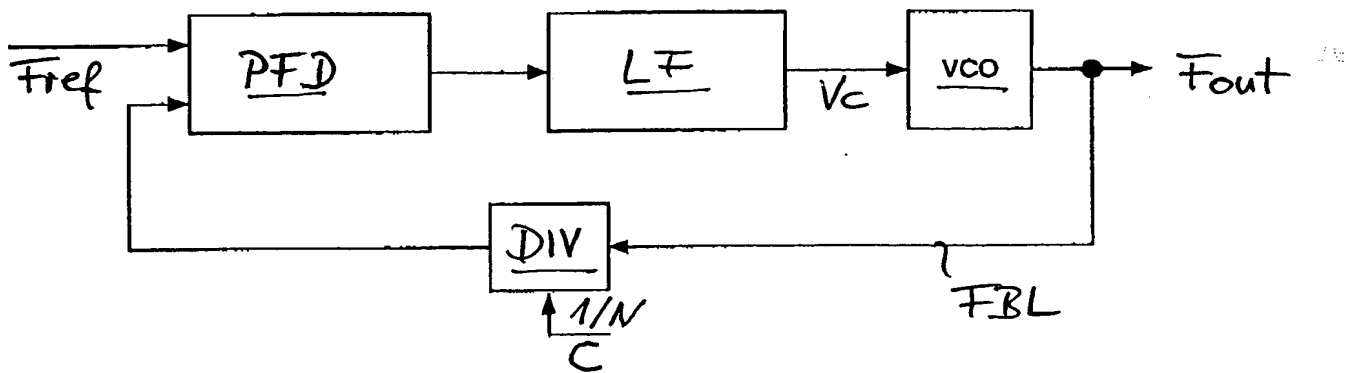 Fref
PFD
LF
Vc
VCO
Fout
DIV
1/N
C
FBL